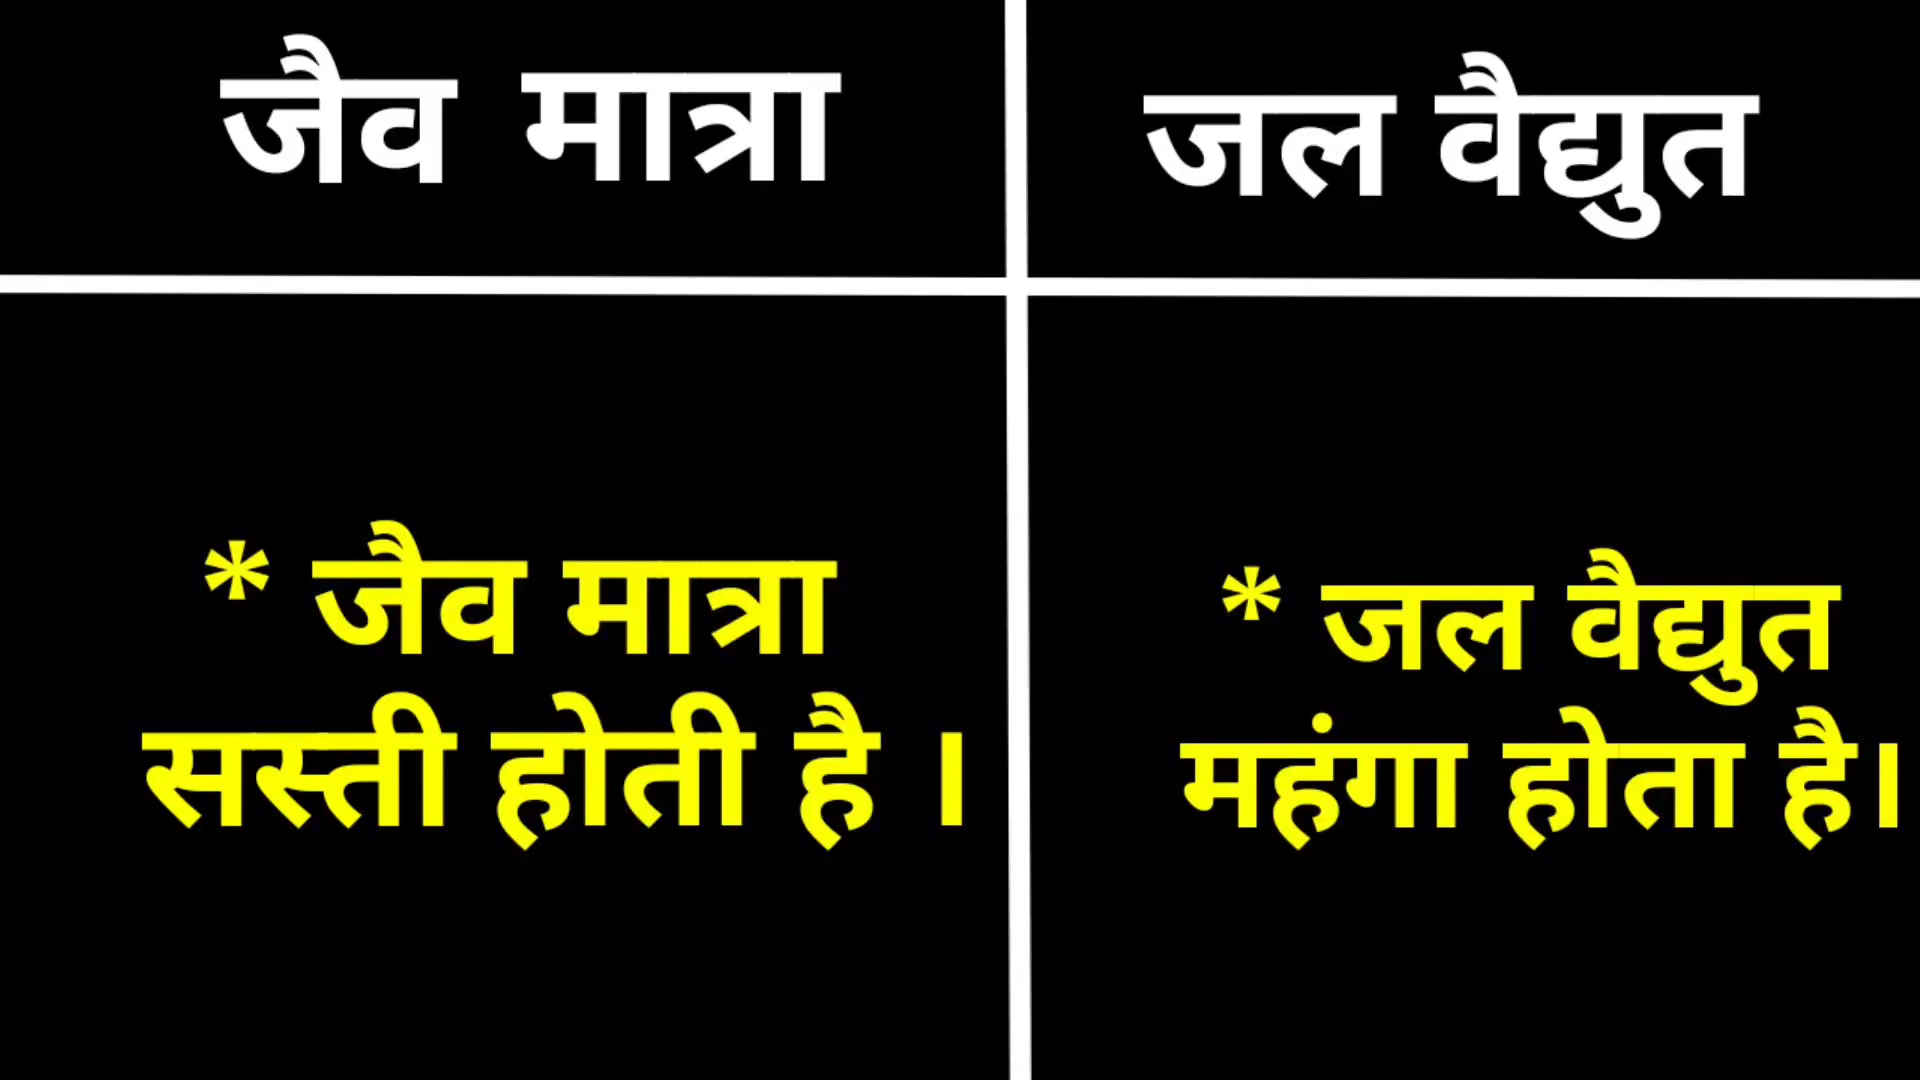 जैव मात्रा
जल वैद्युत
* जैव मात्रा
सस्ती होती है ।
* जल वैद्युत
महंगा होता है।